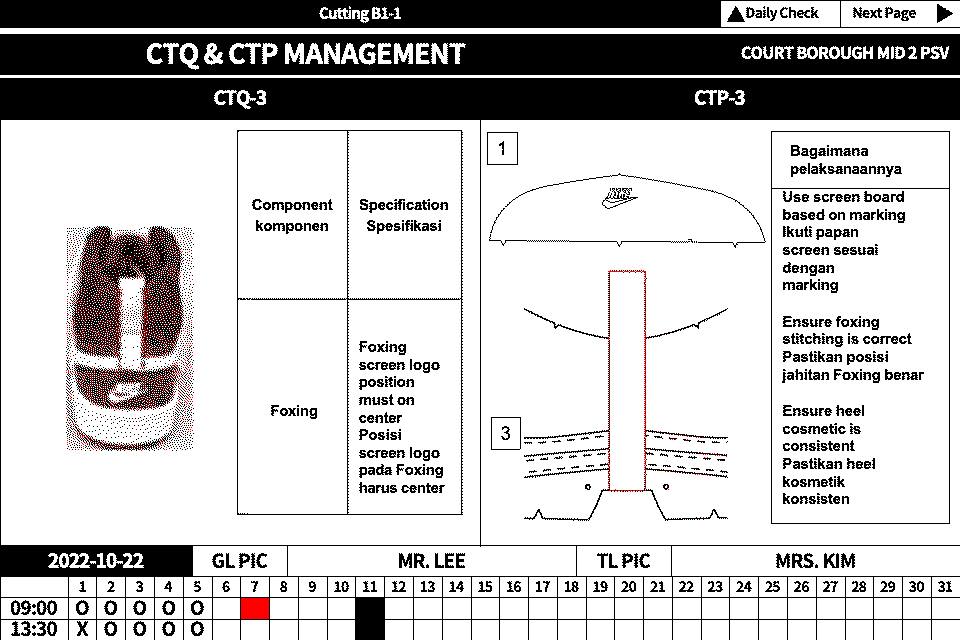 Cutting B1-1
▲Daily Check
Next Page ▶
CTQ & CTP MANAGEMENT
COURT BOROUGH MID 2 PSV
CTQ-3
CTP-3
Component
komponen
Specification
Spesifikasi
Foxing
Foxing
screen logo
position
must on
center
Posisi
screen logo
pada Foxing
harus center
1
NIKE
3
Bagaimana
pelaksanaannya
Use screen board
based on marking
Ikuti papan
screen sesuai
dengan
marking
Ensure foxing
stitching is correct
Pastikan posisi
jahitan Foxing benar
Ensure heel
cosmetic is
consistent
Pastikan heel
kosmetik
konsisten
2022-10-22 GL PIC MR. LEE TL PIC MRS. KIM
1 2 3 4 5 6 7 8 9 10 11 12 13 14 15 16 17 18 19 20 21 22 23 24 25 26 27 28 29 30 31
09:00 O O O O O
13:30 X O O O O